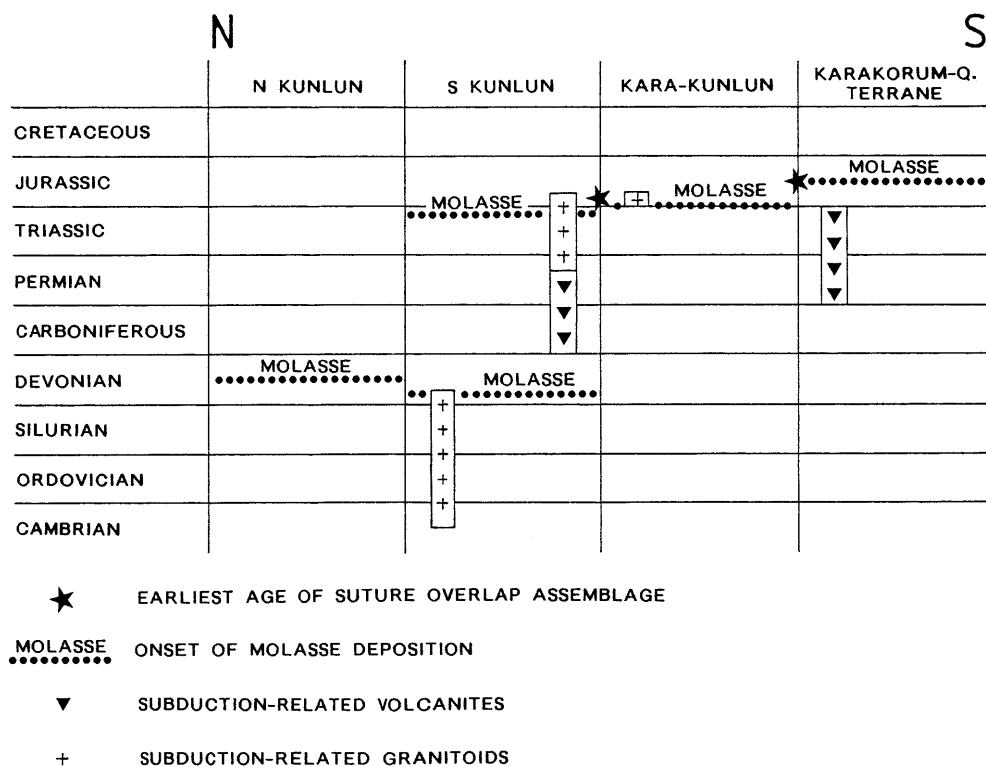 N S
N KUNLUN S KUNLUN KARA-KUNLUN KARAKORUM-Q.
TERRANE
CRETACEOUS
MOLASSE
JURASSIC
MOLASSE MOLASSE
TRIASSIC
PERMIAN
CARBONIFEROUS
MOLASSE MOLASSE
DEVONIAN
SILURIAN
ORDOVICIAN
CAMBRIAN
EARLIEST AGE OF SUTURE OVERLAP ASSEMBLAGE
MOLASSE ONSET OF MOLASSE DEPOSITION
SUBDUCTION-RELATED VOLCANITES
SUBDUCTION-RELATED GRANITOIDS